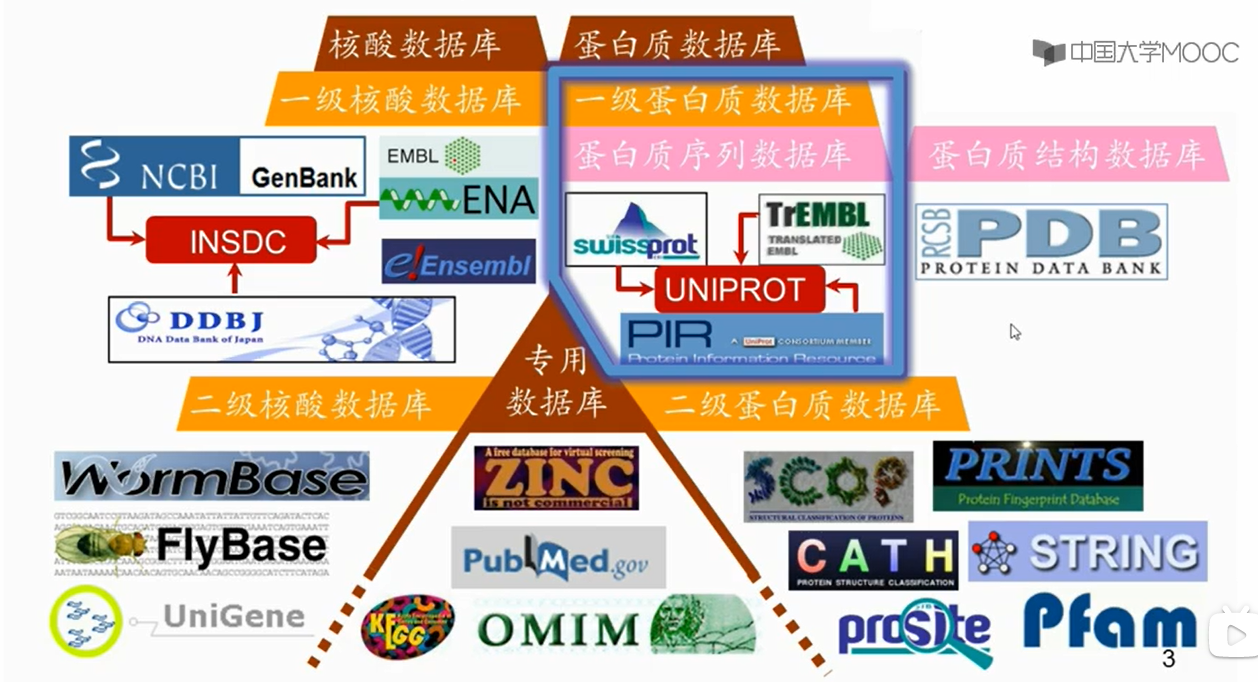 核酸数据库
蛋白质数据库
中国大学MOOC
一级核酸数据库
一级蛋白质数据库
蛋白质序列数据库
蛋白质结构数据库
NCBI
GenBank
EMBL
ENA
INSDC
e!Ensembl
DDBJ
DNA Data Bank of Japan
swissprot
TrEMBL
TRANSLATED
EMBL
UNIPROT
PIR
A UniProt CONSORTIUM MEMBER
Protein Information Resource
RCSB
PDB
PROTEIN DATA BANK
专用
数据库
二级核酸数据库
二级蛋白质数据库
WormBase
FlyBase
UniGene
A free database for virtual screening
ZINC
is not commercial
PubMed.gov
KEGG
OMIM
SCOP
STRUCTURAL CLASSIFICATION OF PROTEINS
PRINTS
Protein Fingerprint Database
CATH
PROTEIN STRUCTURE CLASSIFICATION
STRING
prosite
Pfam
3